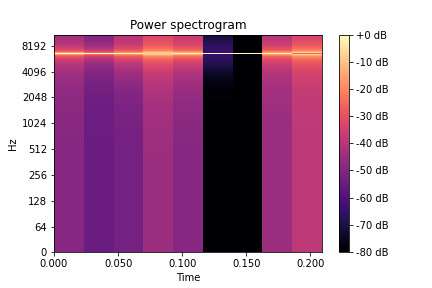 Power spectrogram
8192
4096
2048
1024
512
256
128
64
0
Hz
0.000 0.050 0.100 0.150 0.200
Time
+0 dB
-10 dB
-20 dB
-30 dB
-40 dB
-50 dB
-60 dB
-70 dB
-80 dB